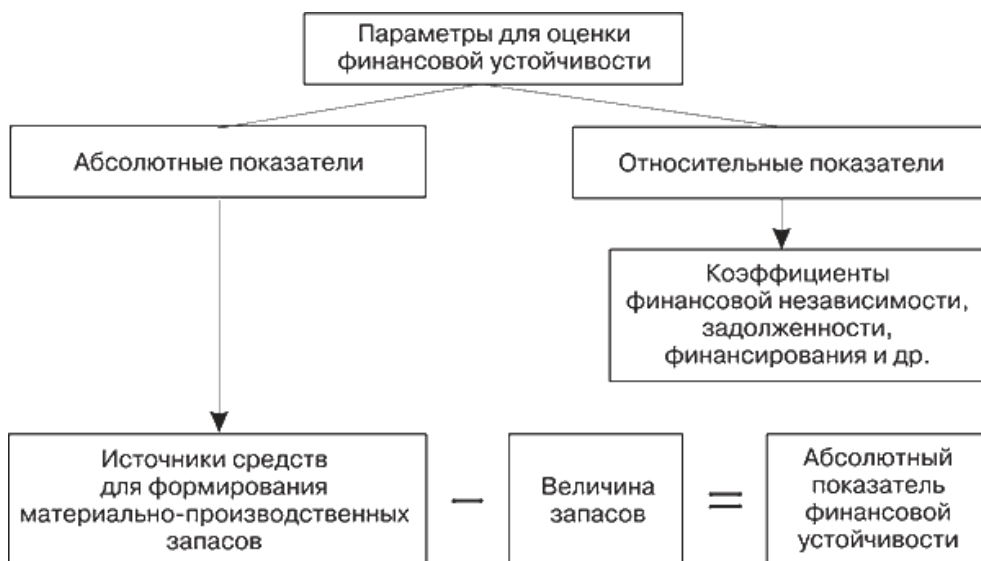 Параметры для оценки
финансовой устойчивости
Абсолютные показатели
Относительные показатели
Коэффициенты
финансовой независимости,
задолженности,
финансирования и др.
Источники средств
для формирования
материально-производственных
запасов
–
Величина
запасов
=
Абсолютный
показатель
финансовой
устойчивости